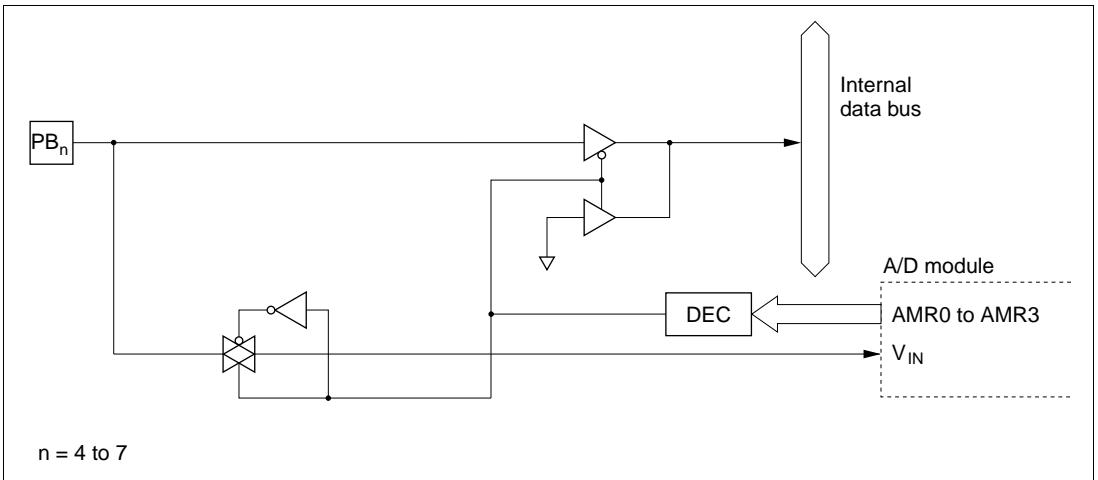 Internal
data bus
PBn
A/D module
DEC
AMR0 to AMR3
VIN
n = 4 to 7